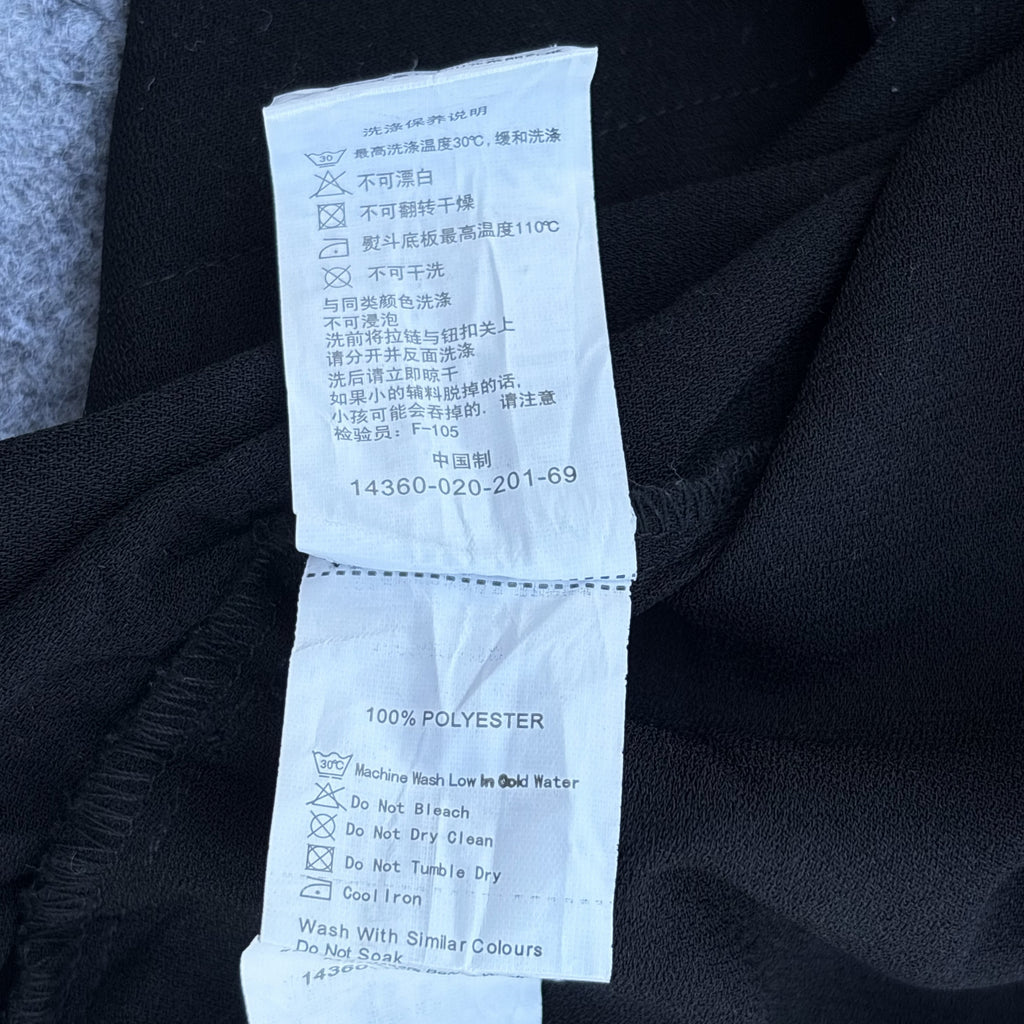 洗涤保养说明
30 最高洗涤温度30℃, 缓和洗涤
不可漂白
不可翻转干燥
熨斗底板最高温度110℃
不可干洗
与同类颜色洗涤
不可浸泡
洗前将拉链与钮扣关上
请分开并反面洗涤
洗后请立即晾干
如果小的辅料脱掉的话,
小孩可能会吞掉的. 请注意
检验员: F-105
中国制
14360-020-201-69
100% POLYESTER
30℃ Machine Wash Low In Cold Water
Do Not Bleach
Do Not Dry Clean
Do Not Tumble Dry
Cool Iron
Wash With Similar Colours
Do Not Soak
14360